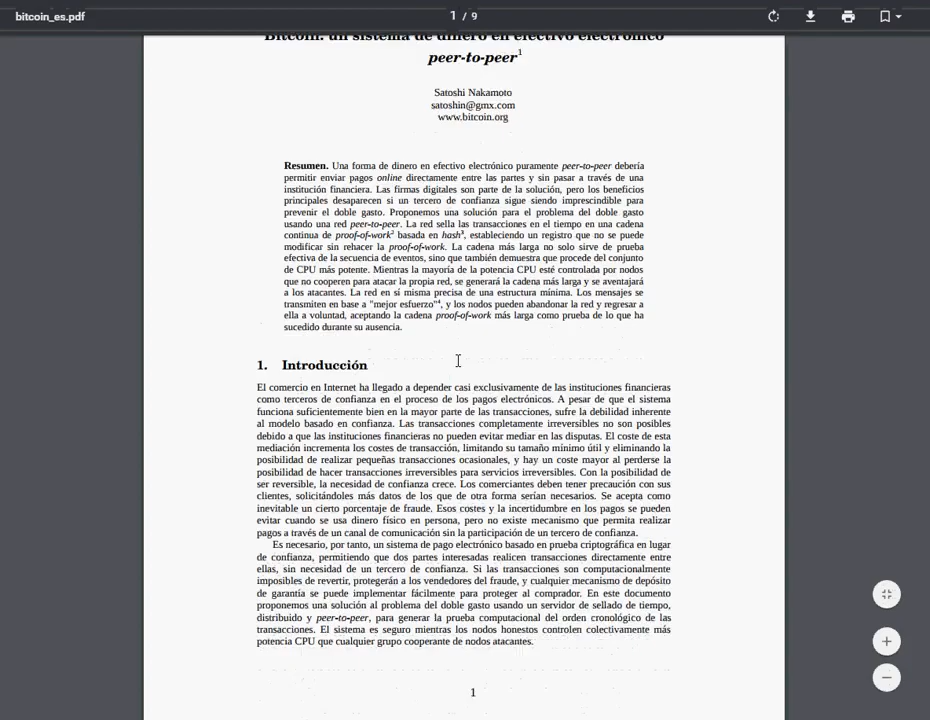 bitcoin_es.pdf
1 / 9
Bitcoin: un sistema de dinero en efectivo electrónico
peer-to-peer1
Satoshi Nakamoto
satoshin@gmx.com
www.bitcoin.org
Resumen. Una forma de dinero en efectivo electrónico puramente peer-to-peer debería
permitir enviar pagos online directamente entre las partes y sin pasar a través de una
institución financiera. Las firmas digitales son parte de la solución, pero los beneficios
principales desaparecen si un tercero de confianza sigue siendo imprescindible para
prevenir el doble gasto. Proponemos una solución para el problema del doble gasto
usando una red peer-to-peer. La red sella las transacciones en el tiempo en una cadena
continua de proof-of-work2 basada en hash3, estableciendo un registro que no se puede
modificar sin rehacer la proof-of-work. La cadena más larga no solo sirve de prueba
efectiva de la secuencia de eventos, sino que también demuestra que procede del conjunto
de CPU más potente. Mientras la mayoría de la potencia CPU esté controlada por nodos
que no cooperen para atacar la propia red, se generará la cadena más larga y se aventajará
a los atacantes. La red en sí misma precisa de una estructura mínima. Los mensajes se
transmiten en base a "mejor esfuerzo"4, y los nodos pueden abandonar la red y regresar a
ella a voluntad, aceptando la cadena proof-of-work más larga como prueba de lo que ha
sucedido durante su ausencia.
1. Introducción
El comercio en Internet ha llegado a depender casi exclusivamente de las instituciones financieras
como terceros de confianza en el proceso de los pagos electrónicos. A pesar de que el sistema
funciona suficientemente bien en la mayor parte de las transacciones, sufre la debilidad inherente
al modelo basado en confianza. Las transacciones completamente irreversibles no son posibles
debido a que las instituciones financieras no pueden evitar mediar en las disputas. El coste de esta
mediación incrementa los costes de transacción, limitando su tamaño mínimo útil y eliminando la
posibilidad de realizar pequeñas transacciones ocasionales, y hay un coste mayor al perderse la
posibilidad de hacer transacciones irreversibles para servicios irreversibles. Con la posibilidad de
ser reversible, la necesidad de confianza crece. Los comerciantes deben tener precaución con sus
clientes, solicitándoles más datos de los que de otra forma serían necesarios. Se acepta como
inevitable un cierto porcentaje de fraude. Esos costes y la incertidumbre en los pagos se pueden
evitar cuando se usa dinero físico en persona, pero no existe mecanismo que permita realizar
pagos a través de un canal de comunicación sin la participación de un tercero de confianza.
Es necesario, por tanto, un sistema de pago electrónico basado en prueba criptográfica en lugar
de confianza, permitiendo que dos partes interesadas realicen transacciones directamente entre
ellas, sin necesidad de un tercero de confianza. Si las transacciones son computacionalmente
imposibles de revertir, protegerán a los vendedores del fraude, y cualquier mecanismo de depósito
de garantía se puede implementar fácilmente para proteger al comprador. En este documento
proponemos una solución al problema del doble gasto usando un servidor de sellado de tiempo,
distribuido y peer-to-peer, para generar la prueba computacional del orden cronológico de las
transacciones. El sistema es seguro mientras los nodos honestos controlen colectivamente más
potencia CPU que cualquier grupo cooperante de nodos atacantes.
1